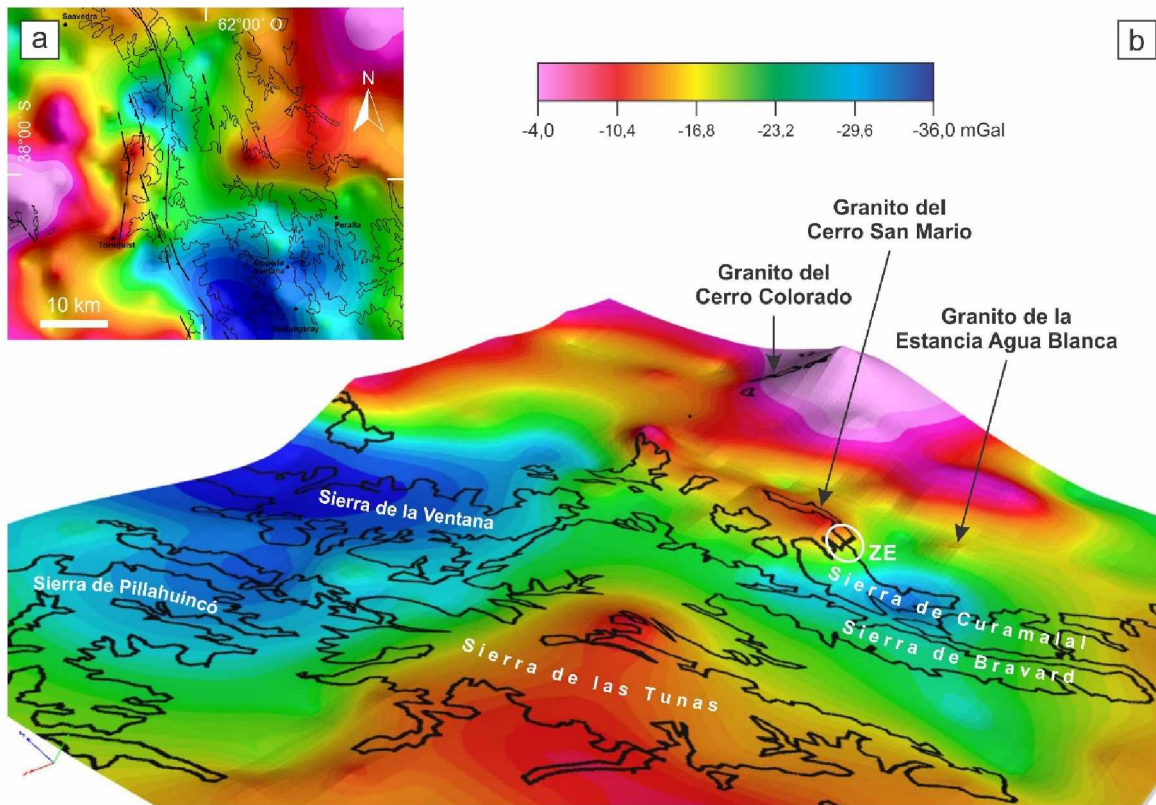 a
Saavedra
62°00´ O
N
38°00´ S
Tornquist
Peralta
Ventana
Saldungaray
10 km
b
-4,0 -10,4 -16,8 -23,2 -29,6 -36,0 mGal
Granito del
Cerro San Mario
Granito del
Cerro Colorado
Granito de la
Estancia Agua Blanca
Sierra de la Ventana
ZE
Sierra de Pillahuincó
Sierra de Curamalal
Sierra de Bravard
Sierra de las Tunas